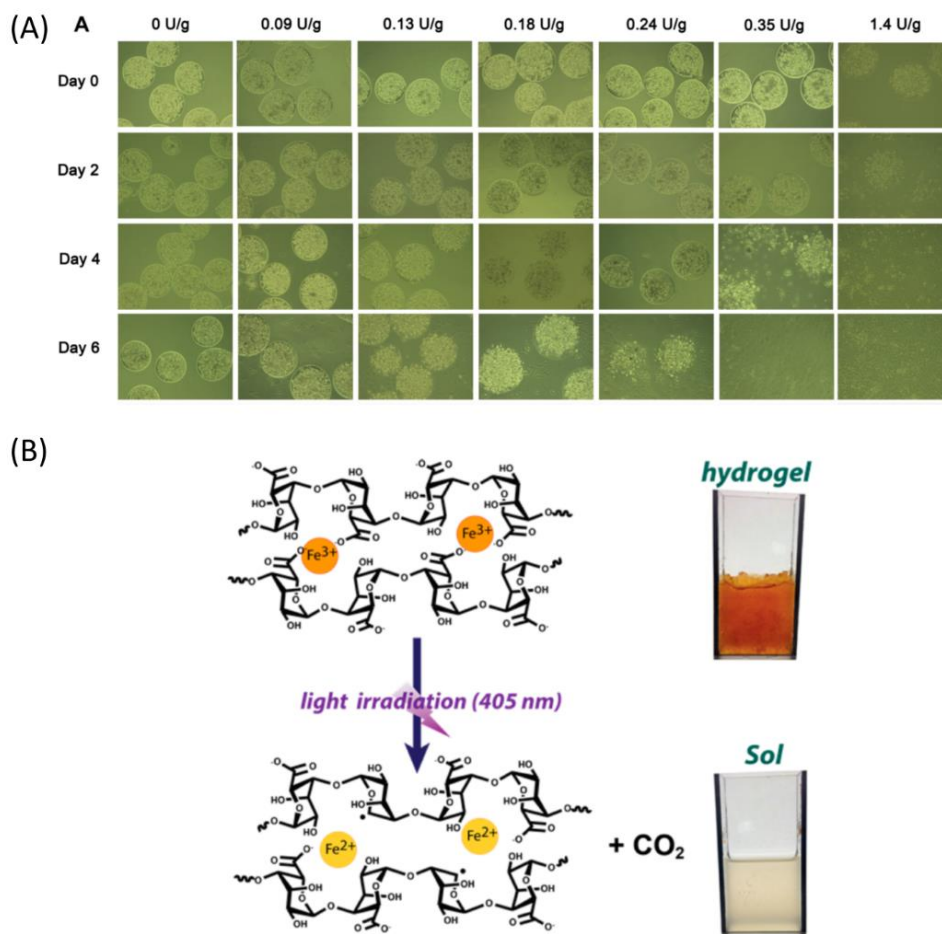 (A) A 0 U/g 0.09 U/g 0.13 U/g 0.18 U/g 0.24 U/g 0.35 U/g 1.4 U/g
Day 0
Day 2
Day 4
Day 6
(B)
hydrogel
Fe3+
Fe3+
light irradiation (405 nm)
Sol
Fe2+
Fe2+
+ CO2